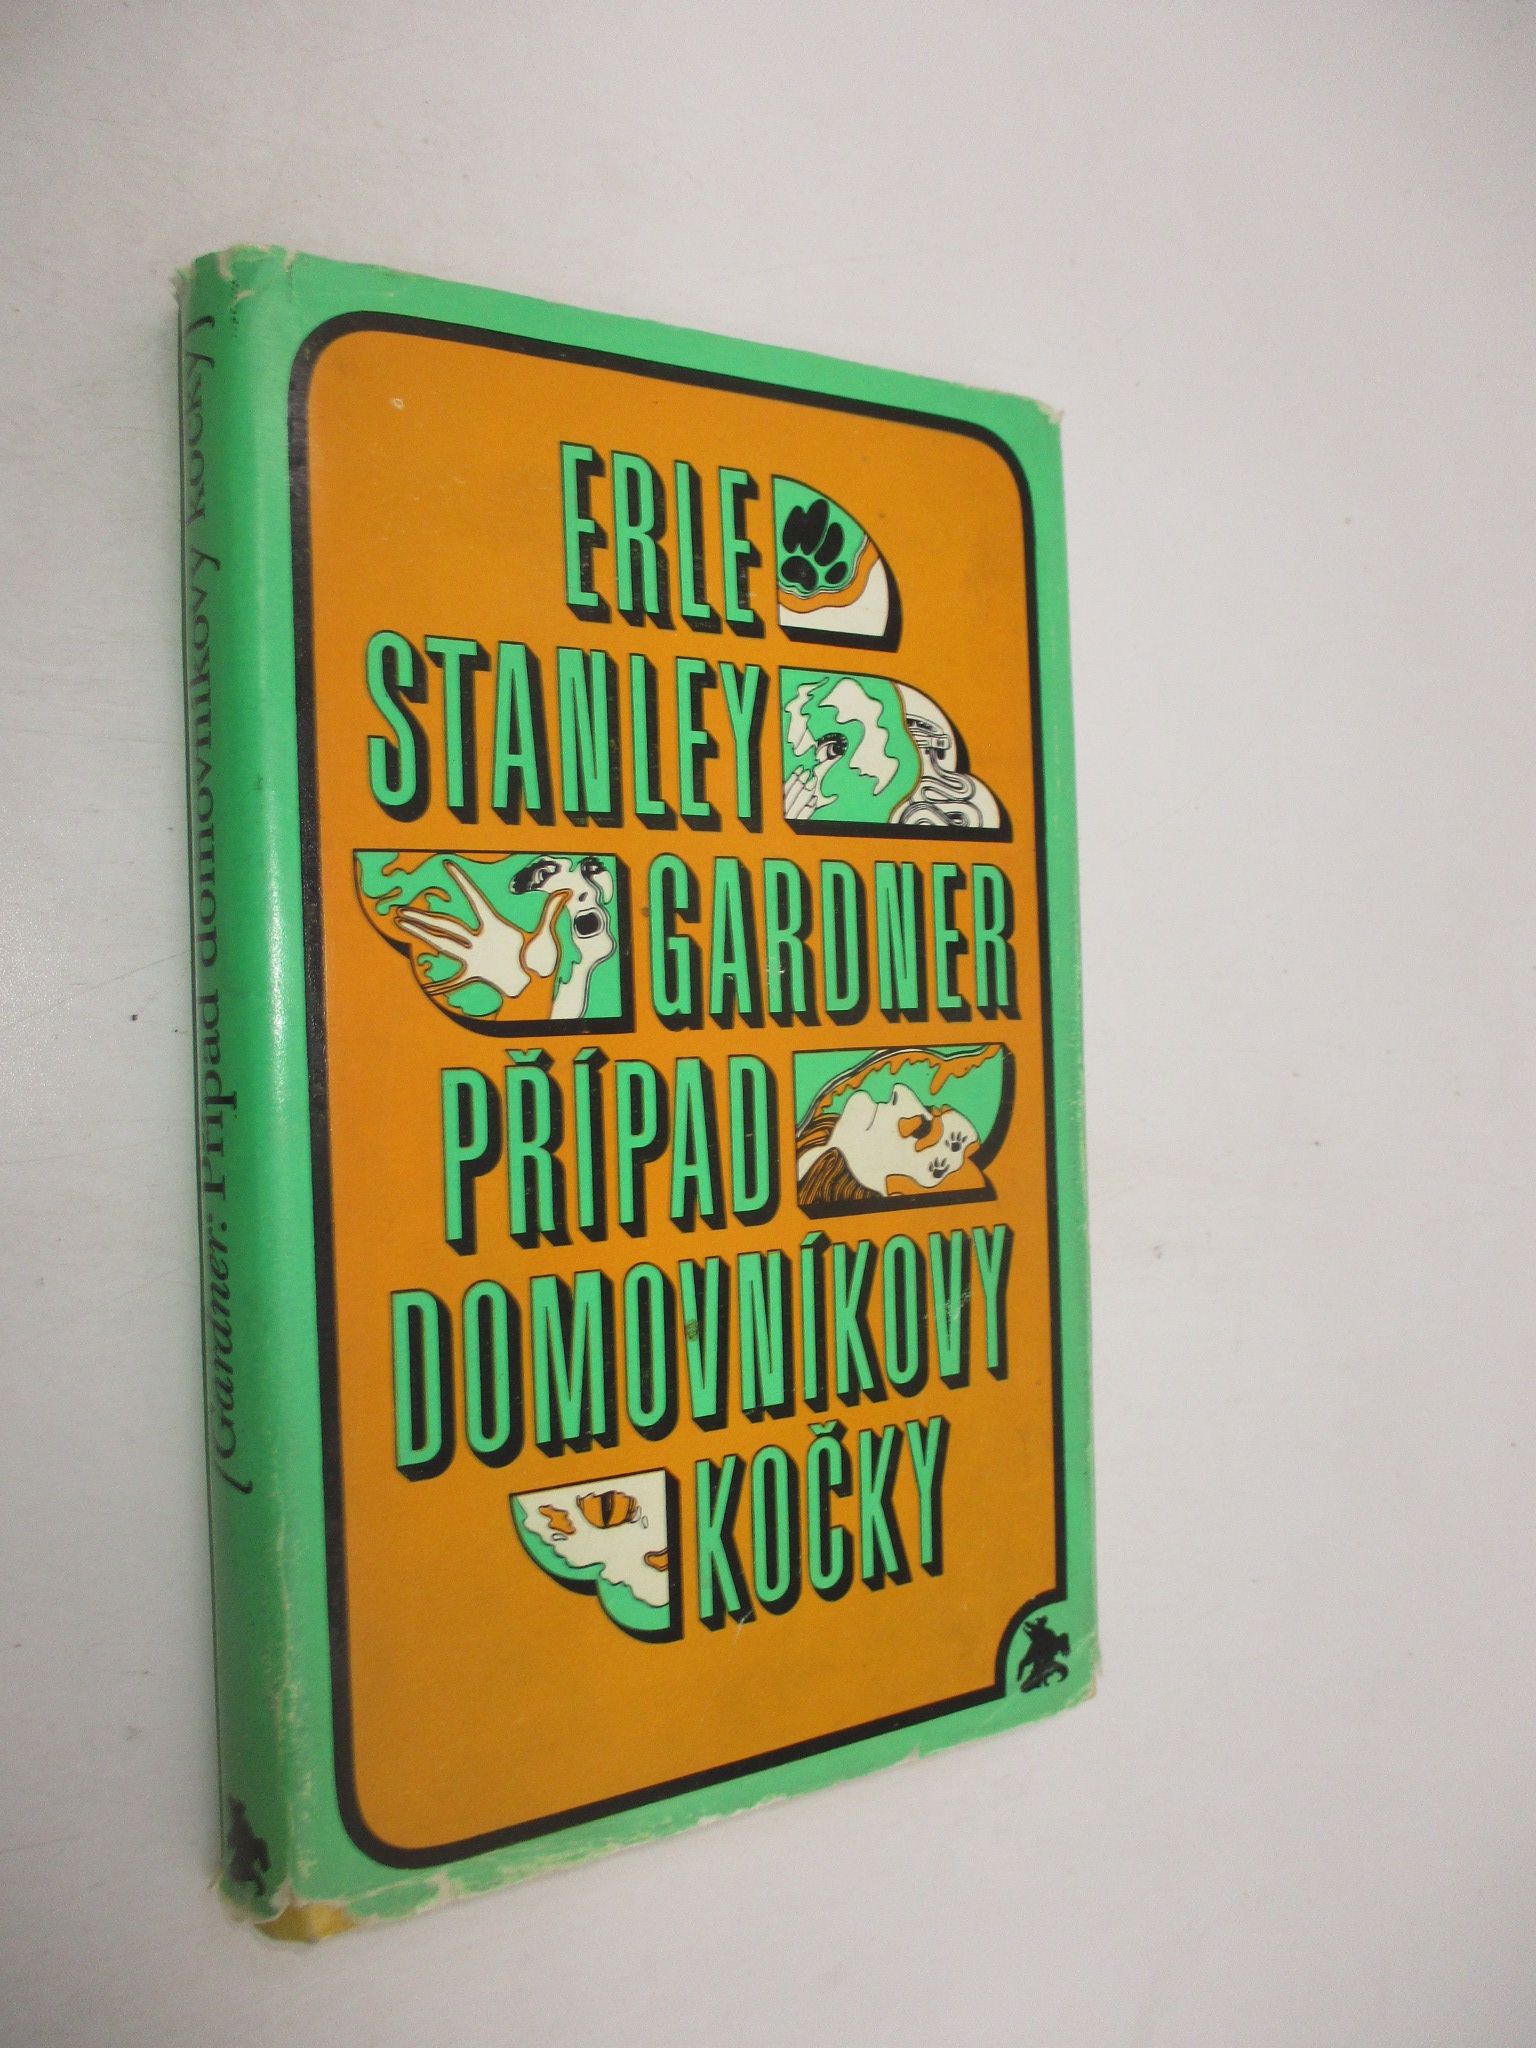 ERLE
STANLEY
GARDNER
PŘÍPAD
DOMOVNÍKOVY
KOČKY
(Gardner: Případ domovníkovy kočky)